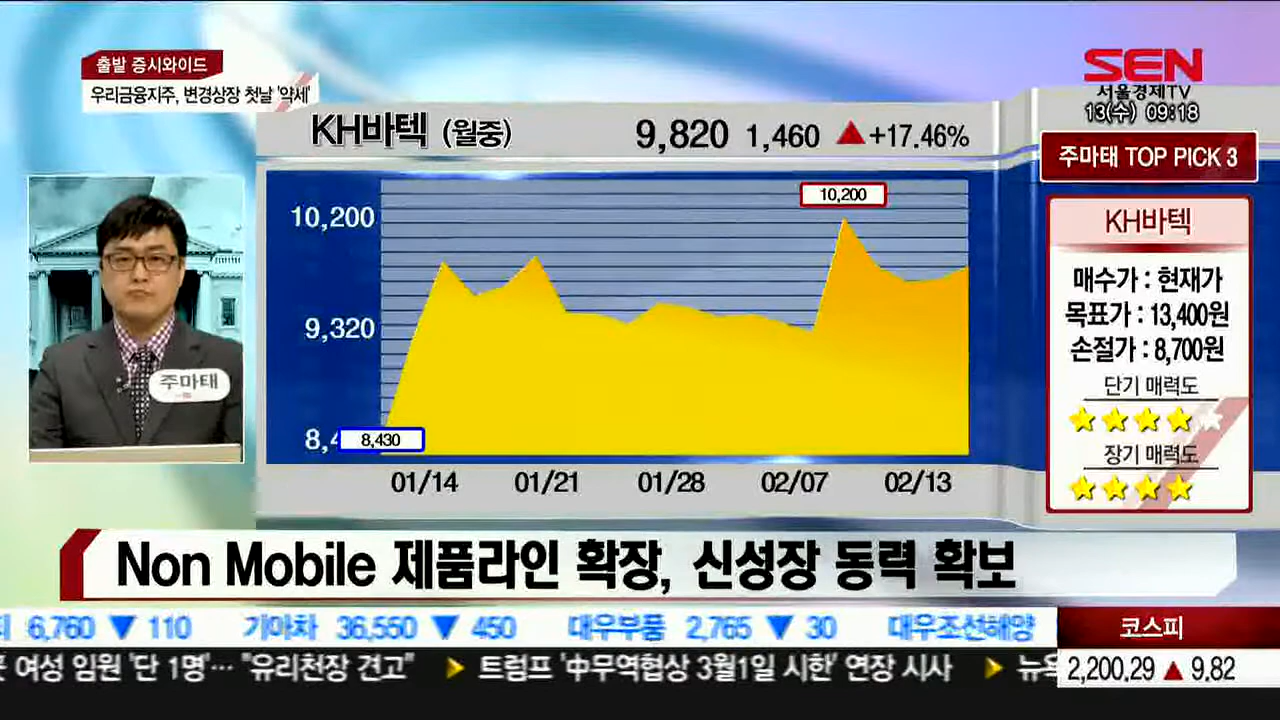 출발 증시와이드
우리금융지주, 변경상장 첫날 '약세'
SEN
서울경제TV
13(수) 09:18
KH바텍 (월중) 9,820 1,460 ▲+17.46%
주마태 TOP PICK 3
10,200
10,200
9,320
8,4
8,430
01/14 01/21 01/28 02/07 02/13
주마태
KH바텍
매수가 : 현재가
목표가 : 13,400원
손절가 : 8,700원
단기 매력도
★★★★★
장기 매력도
★★★★
Non Mobile 제품라인 확장, 신성장 동력 확보
6,760 ▼ 110 기아차 36,550 ▼ 450 대우부품 2,765 ▼ 30 대우조선해양
코스피
여성 임원 '단 1명'… "유리천장 견고" ▶ 트럼프 '中무역협상 3월1일 시한' 연장 시사 ▶ 뉴욕
2,200.29 ▲ 9.82